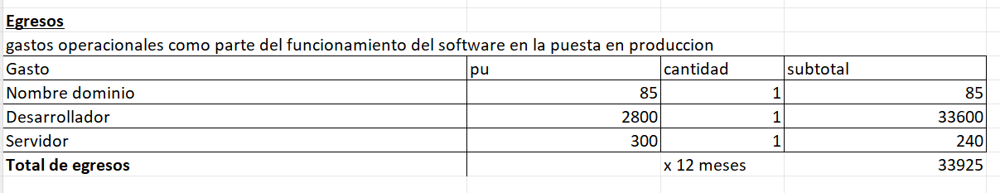 Egresos
gastos operacionales como parte del funcionamiento del software en la puesta en produccion
Gasto pu cantidad subtotal
Nombre dominio 85 1 85
Desarrollador 2800 1 33600
Servidor 300 1 240
Total de egresos x 12 meses 33925